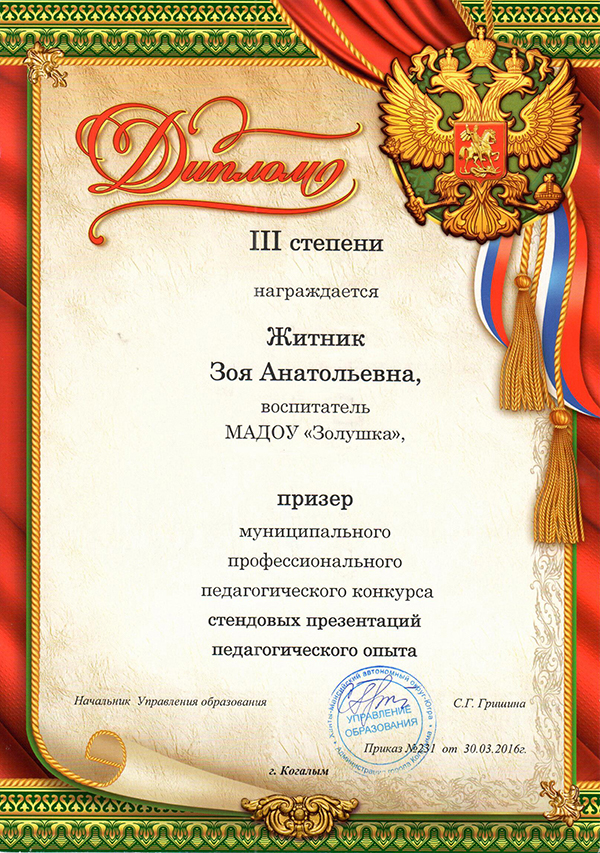 Диплом
III степени
награждается
Житник
Зоя Анатольевна,
воспитатель
МАДОУ «Золушка»,
призер
муниципального
профессионального
педагогического конкурса
стендовых презентаций
педагогического опыта
Начальник Управления образования
С.Г. Гришина
Ханты-Мансийский автономный округ-Югра
УПРАВЛЕНИЕ
ОБРАЗОВАНИЯ
Администрация города Когалыма
Приказ №231 от 30.03.2016г.
г. Когалым